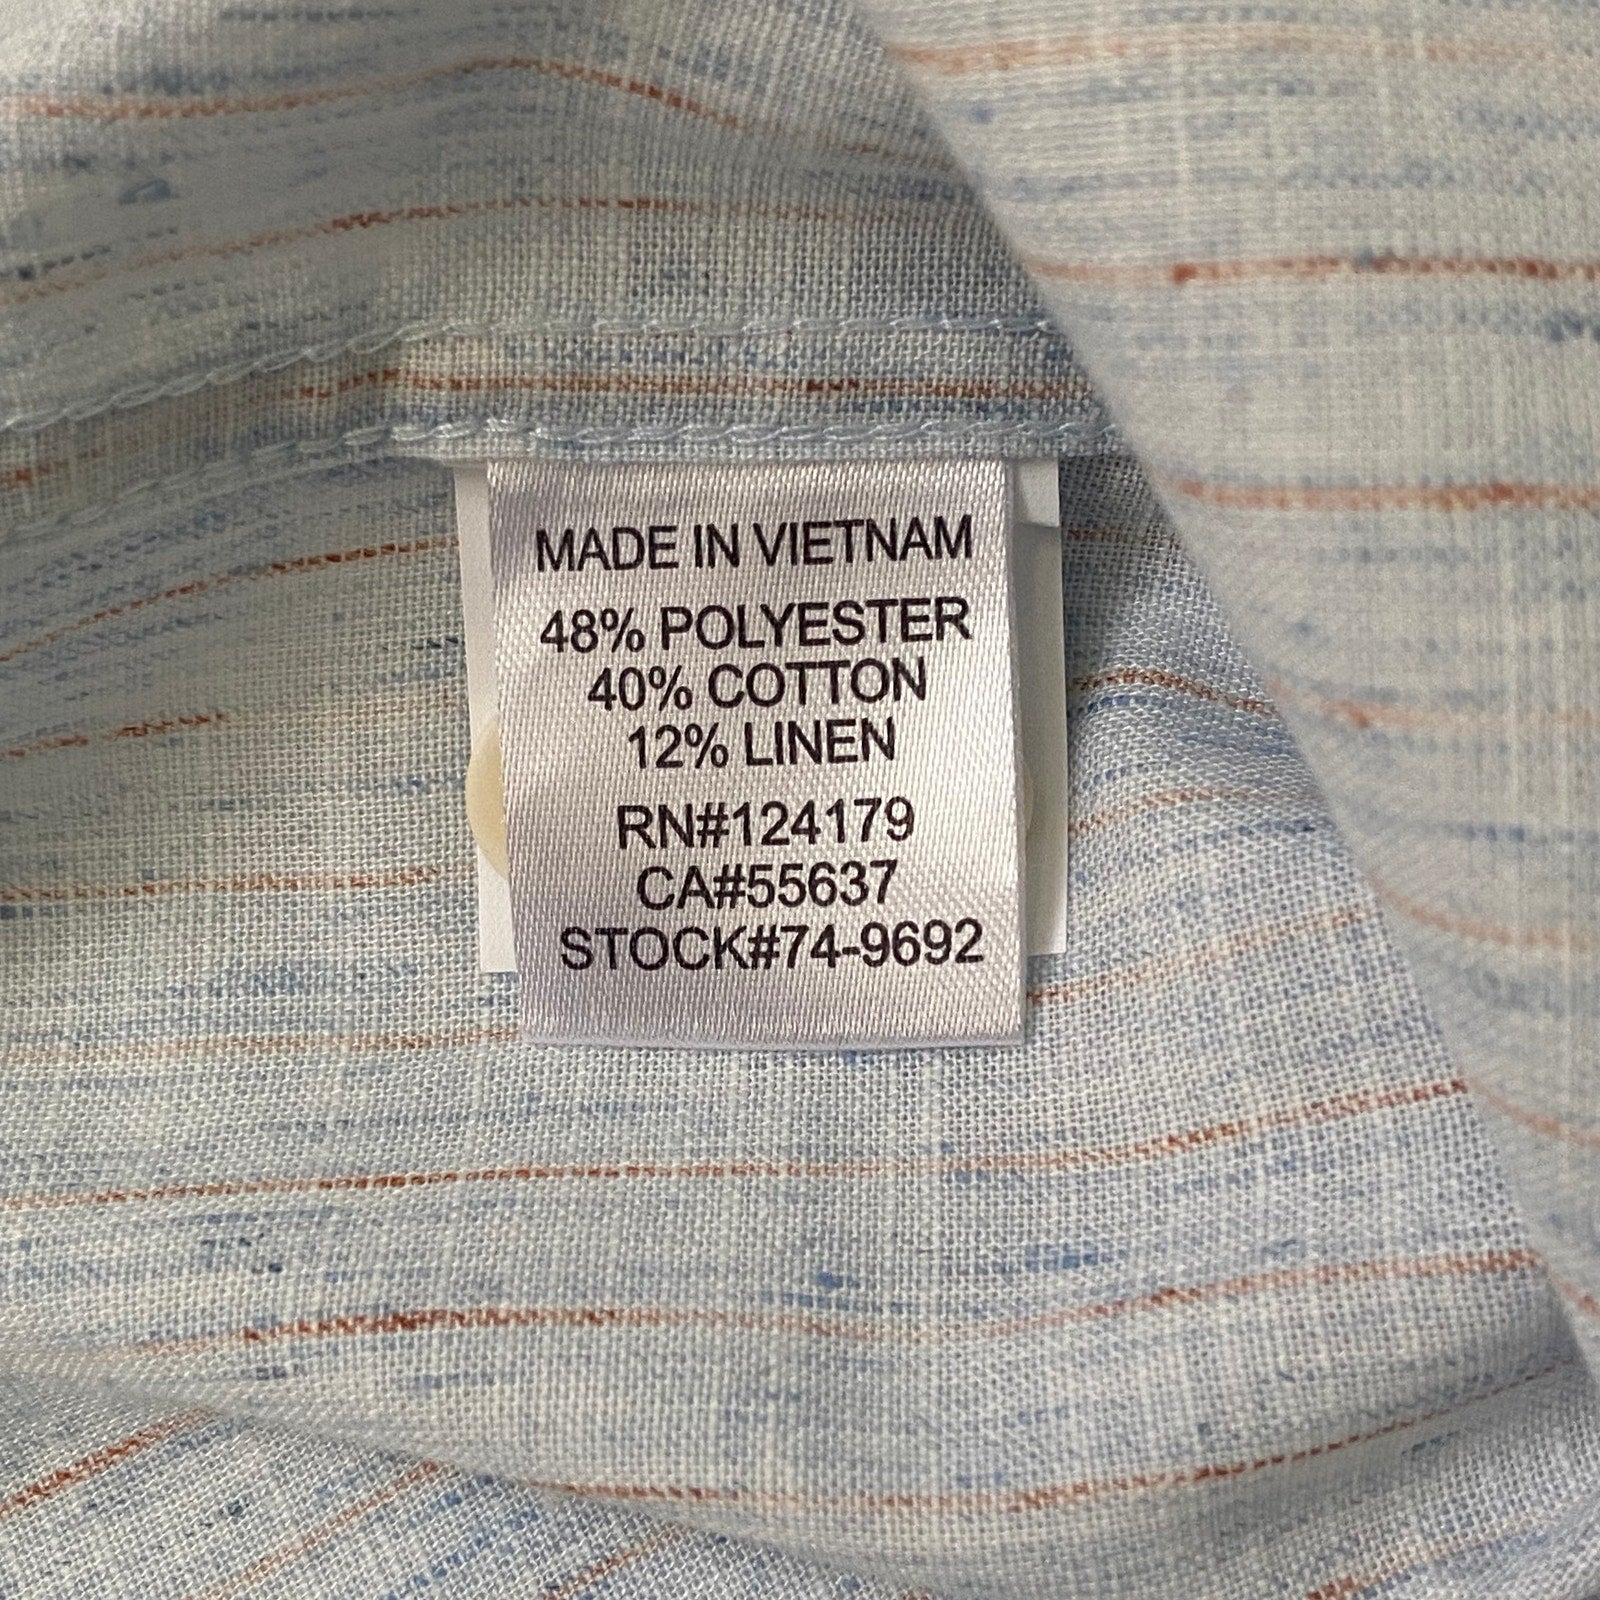 MADE IN VIETNAM
48% POLYESTER
40% COTTON
12% LINEN
RN#124179
CA#55637
STOCK#74-9692